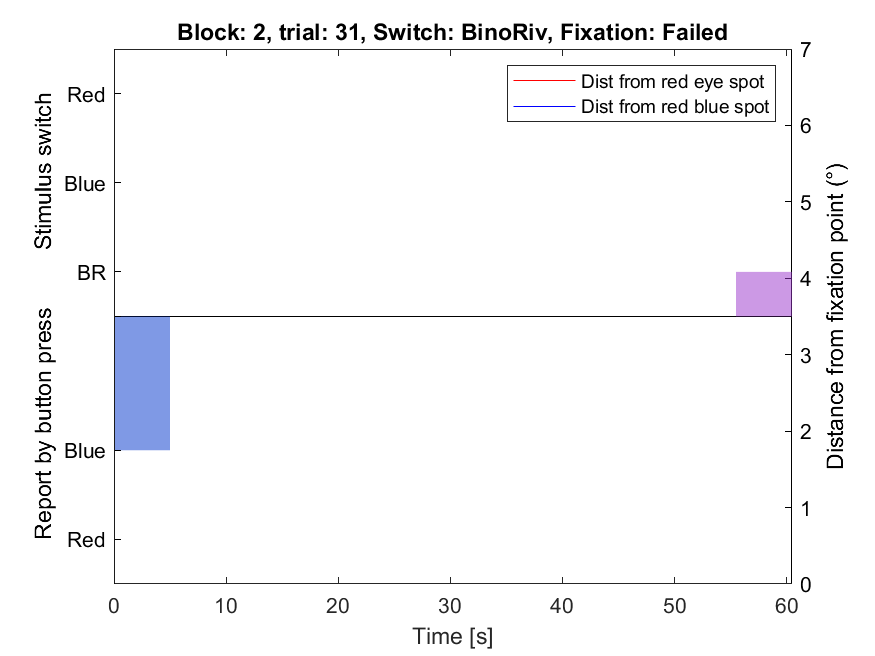 Block: 2, trial: 31, Switch: BinoRiv, Fixation: Failed
Dist from red eye spot
Dist from red blue spot
Stimulus switch
Red
Blue
BR
Report by button press
Blue
Red
7
6
5
4
3
2
1
0
Distance from fixation point (°)
0 10 20 30 40 50 60
Time [s]